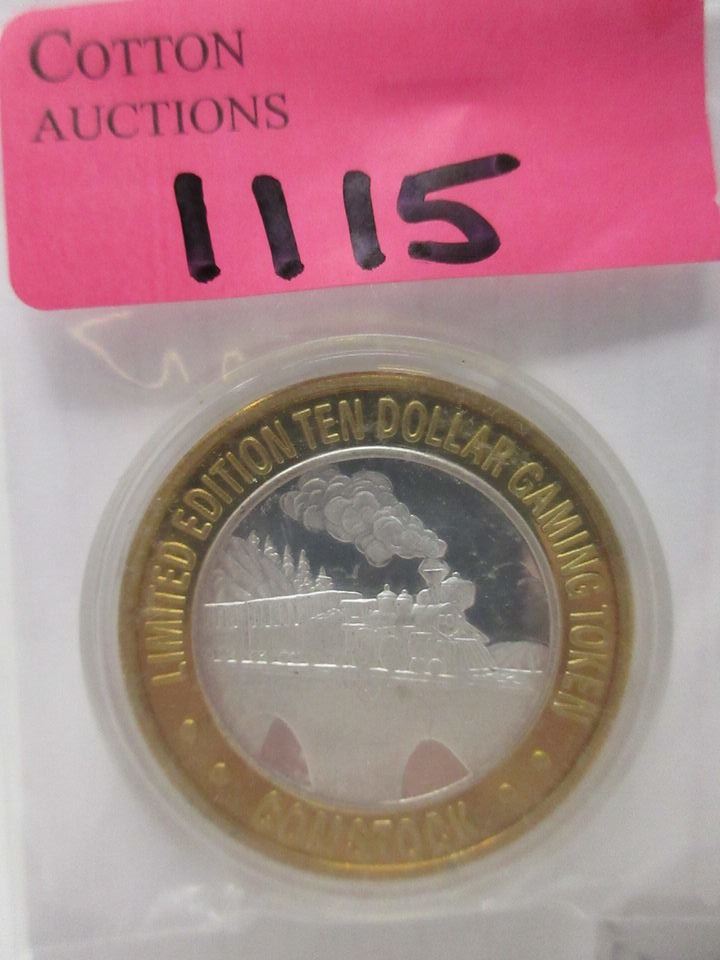 COTTON
AUCTIONS
1115
LIMITED EDITION TEN DOLLAR GAMING TOKEN
COMSTOCK